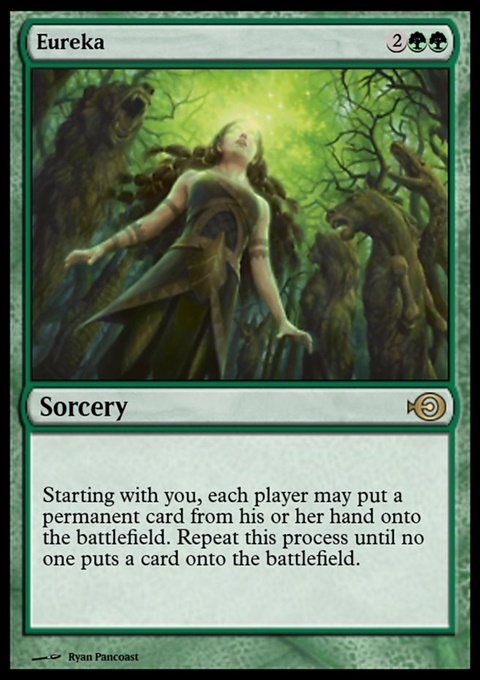 Eureka 2
Sorcery
Starting with you, each player may put a
permanent card from his or her hand onto
the battlefield. Repeat this process until no
one puts a card onto the battlefield.
Ryan Pancoast